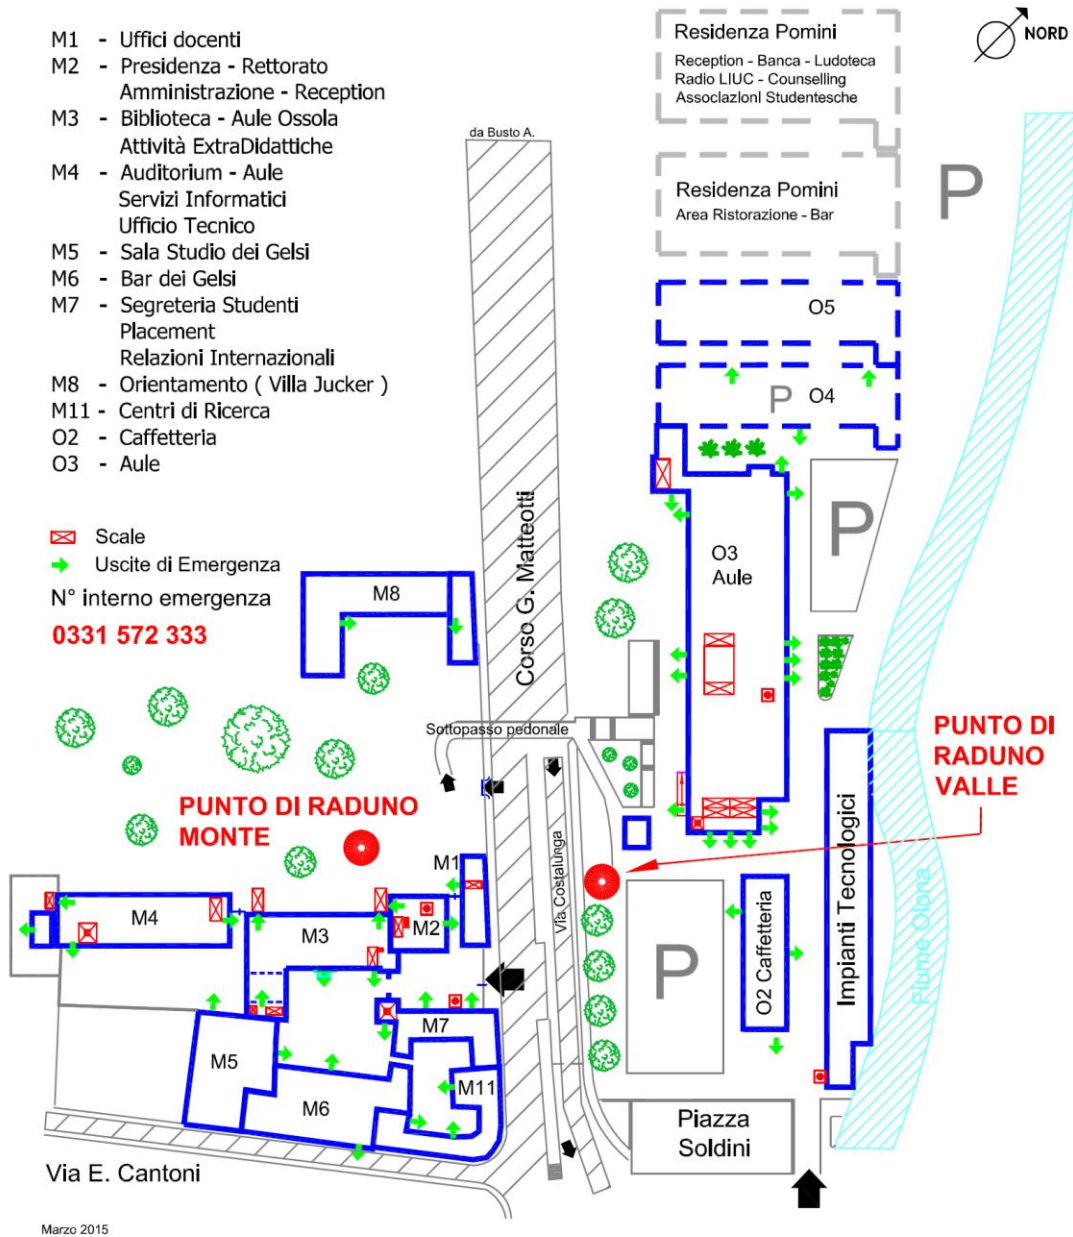 M1 - Uffici docenti
M2 - Presidenza - Rettorato
Amministrazione - Reception
M3 - Biblioteca - Aule Ossola
Attività ExtraDidattiche
M4 - Auditorium - Aule
Servizi Informatici
Ufficio Tecnico
M5 - Sala Studio dei Gelsi
M6 - Bar dei Gelsi
M7 - Segreteria Studenti
Placement
Relazioni Internazionali
M8 - Orientamento ( Villa Jucker )
M11 - Centri di Ricerca
O2 - Caffetteria
O3 - Aule
Scale
Uscite di Emergenza
N° interno emergenza
0331 572 333
NORD
Residenza Pomini
Reception - Banca - Ludoteca
Radio LIUC - Counselling
Associazioni Studentesche
da Busto A.
Residenza Pomini
Area Ristorazione - Bar
P
O5
P
O4
P
O3
Aule
Corso G. Matteotti
M8
Sottopasso pedonale
PUNTO DI
RADUNO
VALLE
PUNTO DI RADUNO
MONTE
M1
M2
M3
M4
M5
M6
M7
M11
Via Costalunga
P
O2 Caffetteria
Impianti Tecnologici
Fiume Olona
Piazza
Soldini
Via E. Cantoni
Marzo 2015